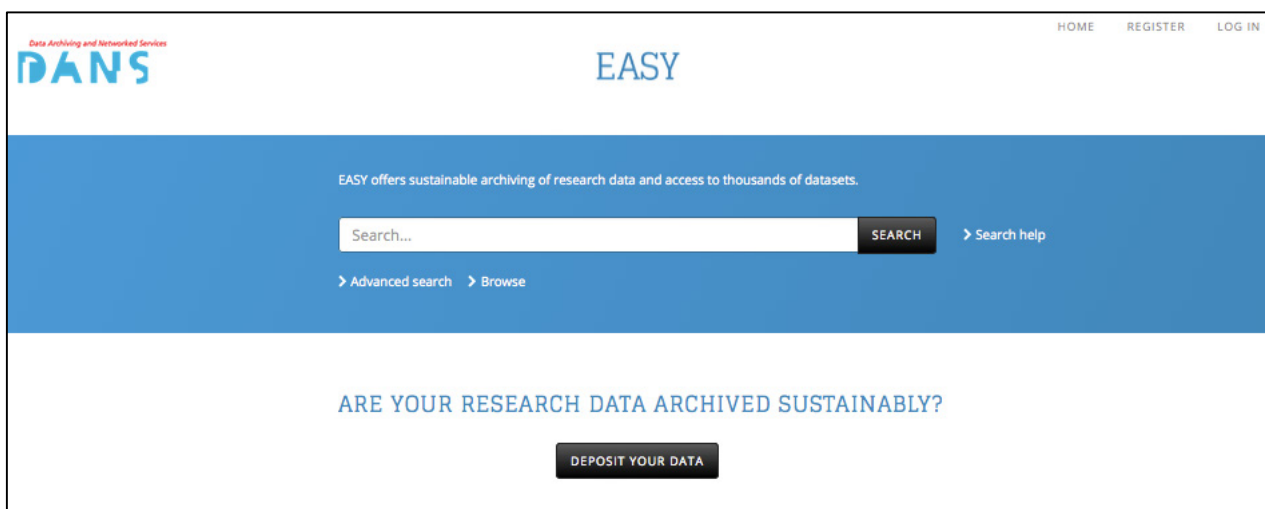 Data Archiving and Networked Services
DANS
HOME REGISTER LOG IN
EASY
EASY offers sustainable archiving of research data and access to thousands of datasets.
Search... SEARCH Search help
Advanced search Browse
ARE YOUR RESEARCH DATA ARCHIVED SUSTAINABLY?
DEPOSIT YOUR DATA